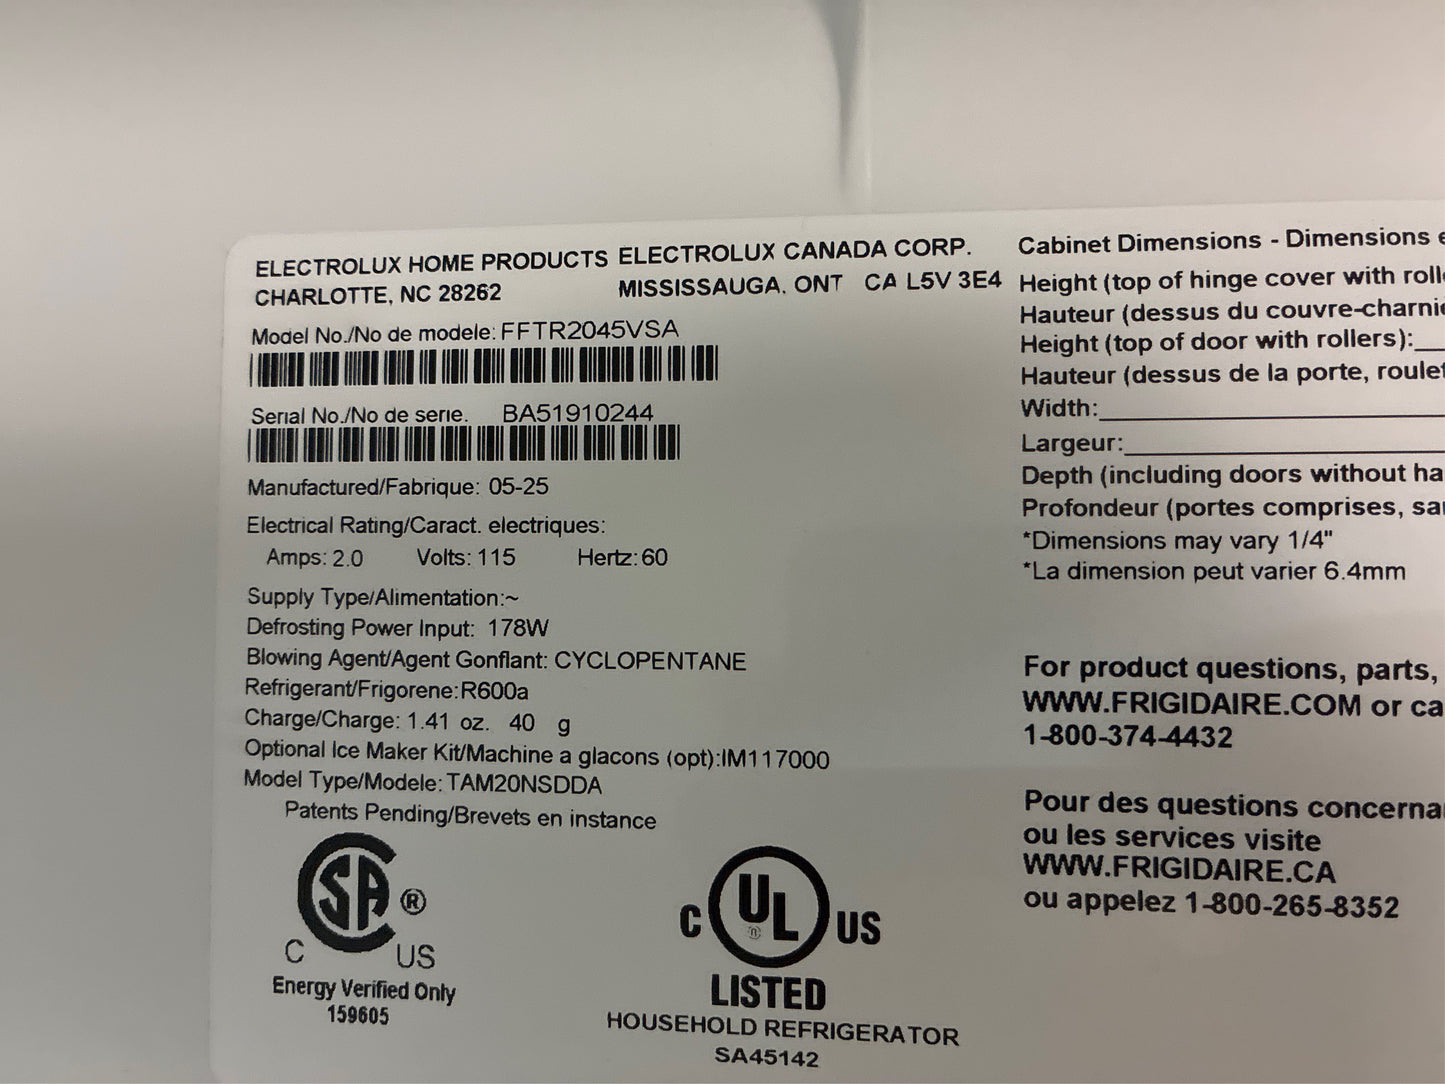 ELECTROLUX HOME PRODUCTS ELECTROLUX CANADA CORP.
CHARLOTTE, NC 28262 MISSISSAUGA, ONT CA L5V 3E4
Model No./No de modele: FFTR2045VSA
Serial No./No de serie. BA51910244
Manufactured/Fabrique: 05-25
Electrical Rating/Caract. electriques:
Amps: 2.0 Volts: 115 Hertz: 60
Supply Type/Alimentation:~
Defrosting Power Input: 178W
Blowing Agent/Agent Gonflant: CYCLOPENTANE
Refrigerant/Frigorene:R600a
Charge/Charge: 1.41 oz. 40 g
Optional Ice Maker Kit/Machine a glacons (opt):IM117000
Model Type/Modele: TAM20NSDDA
Patents Pending/Brevets en instance
SA ®
C US
Energy Verified Only
159605
C UL US
LISTED
HOUSEHOLD REFRIGERATOR
SA45142
Cabinet Dimensions - Dimensions
Height (top of hinge cover with
Hauteur (dessus du
Height (top of door with rollers):
Hauteur (dessus de la porte,
Width:
Largeur:
Depth (including doors without
Profondeur (portes comprises,
*Dimensions may vary 1/4"
*La dimension peut varier 6.4mm
For product questions, parts,
WWW.FRIGIDAIRE.COM or
1-800-374-4432
Pour des questions
ou les services visite
WWW.FRIGIDAIRE.CA
ou appelez 1-800-265-8352